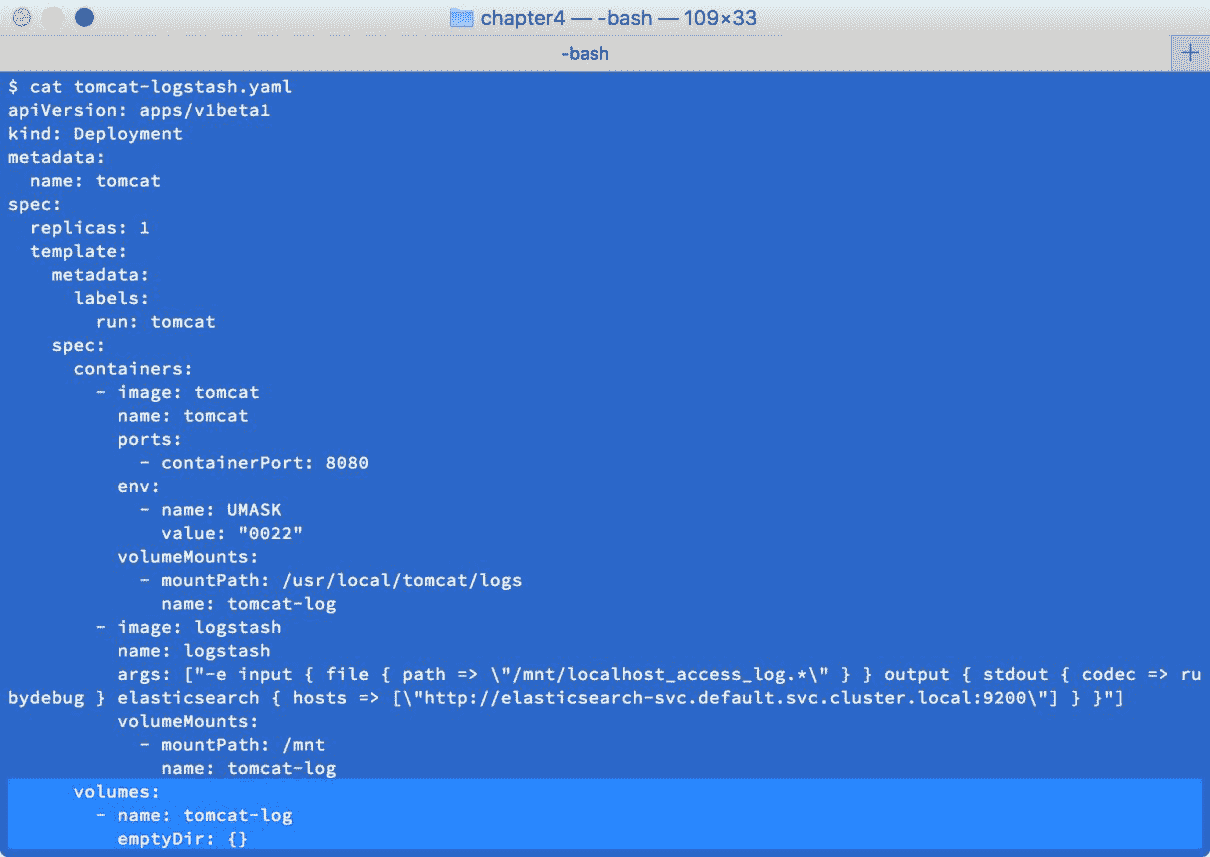 chapter4 — -bash — 109×33
-bash
+
$ cat tomcat-logstash.yaml
apiVersion: apps/v1beta1
kind: Deployment
metadata:
  name: tomcat
spec:
  replicas: 1
  template:
    metadata:
      labels:
        run: tomcat
    spec:
      containers:
        - image: tomcat
          name: tomcat
          ports:
            - containerPort: 8080
          env:
            - name: UMASK
              value: "0022"
          volumeMounts:
            - mountPath: /usr/local/tomcat/logs
              name: tomcat-log
        - image: logstash
          name: logstash
          args: ["-e input { file { path => \"/mnt/localhost_access_log.*\" } } output { stdout { codec => ru
bydebug } elasticsearch { hosts => [\"http://elasticsearch-svc.default.svc.cluster.local:9200\"] } }"]
          volumeMounts:
            - mountPath: /mnt
              name: tomcat-log
      volumes:
        - name: tomcat-log
          emptyDir: {}